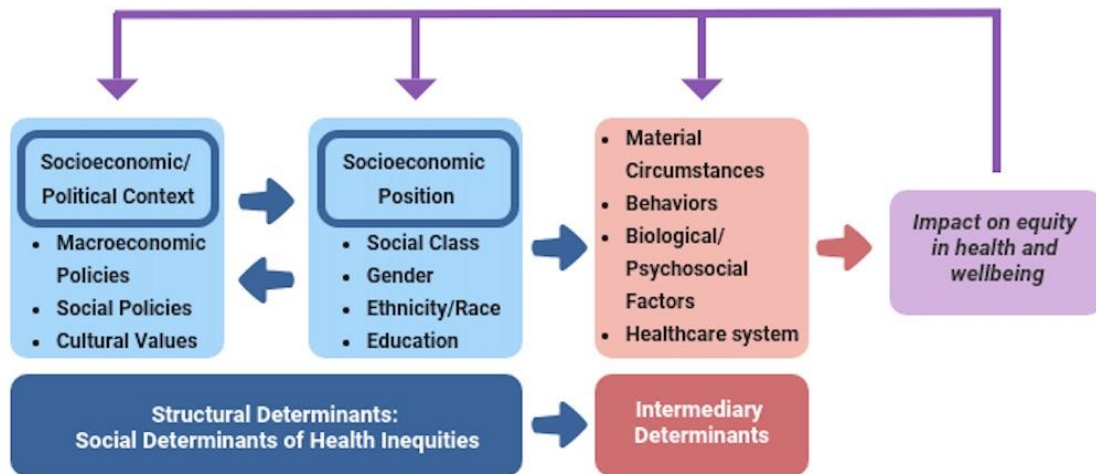 Socioeconomic/
Political Context
• Macroeconomic
Policies
• Social Policies
• Cultural Values
Socioeconomic
Position
• Social Class
• Gender
• Ethnicity/Race
• Education
• Material
Circumstances
• Behaviors
• Biological/
Psychosocial
Factors
• Healthcare system
Impact on equity
in health and
wellbeing
Structural Determinants:
Social Determinants of Health Inequities
Intermediary
Determinants